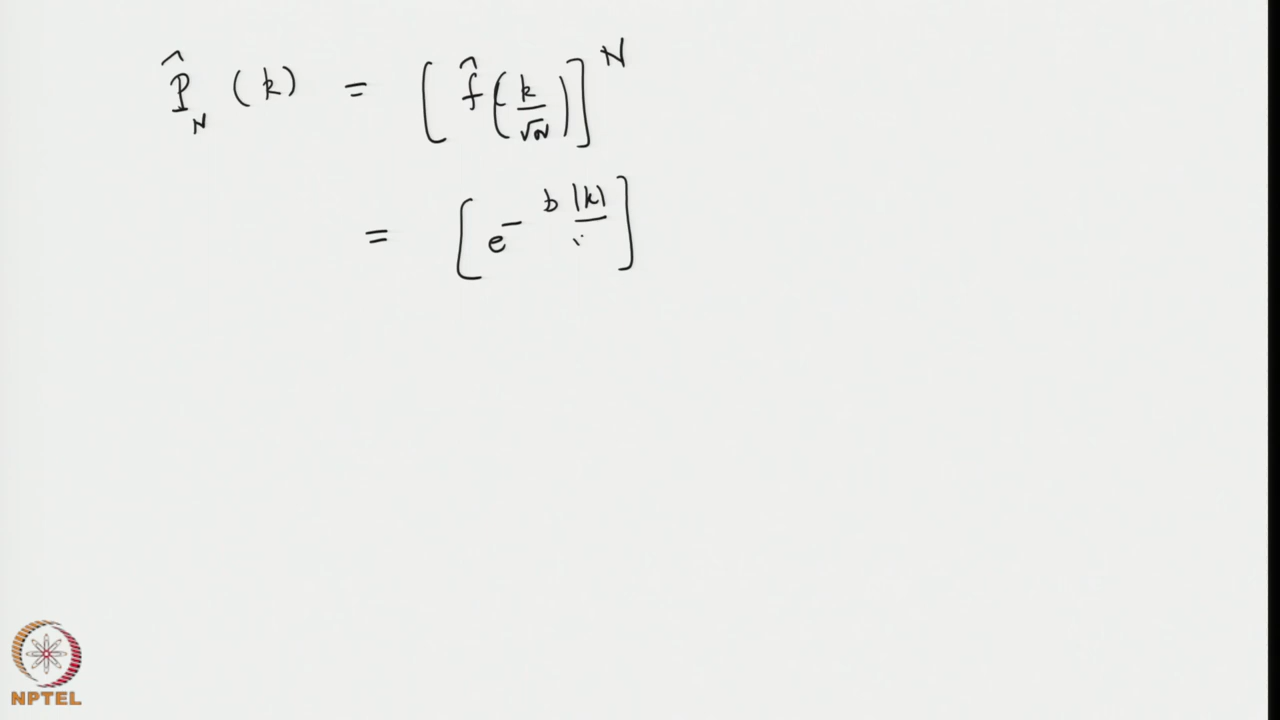 P̂_N (k) = [ f̂ ( k / √N ) ]^N
= [ e^{- b |k| / } ]
NPTEL